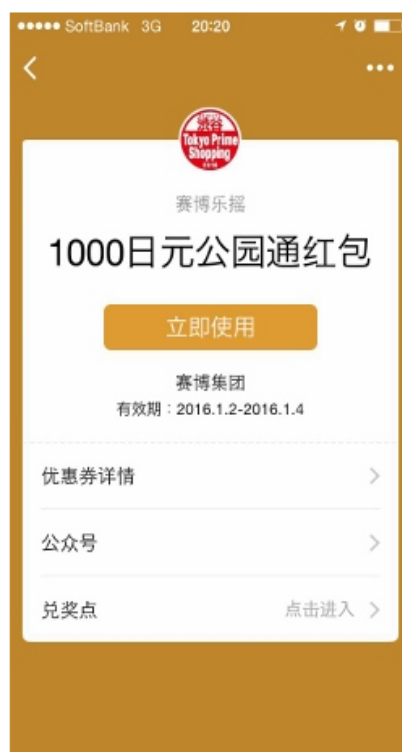 SoftBank 3G 20:20
渋谷
Tokyo Prime
Shopping
赛博乐摇
1000日元公园通红包
立即使用
赛博集团
有效期：2016.1.2-2016.1.4
优惠券详情
公众号
兑奖点 点击进入